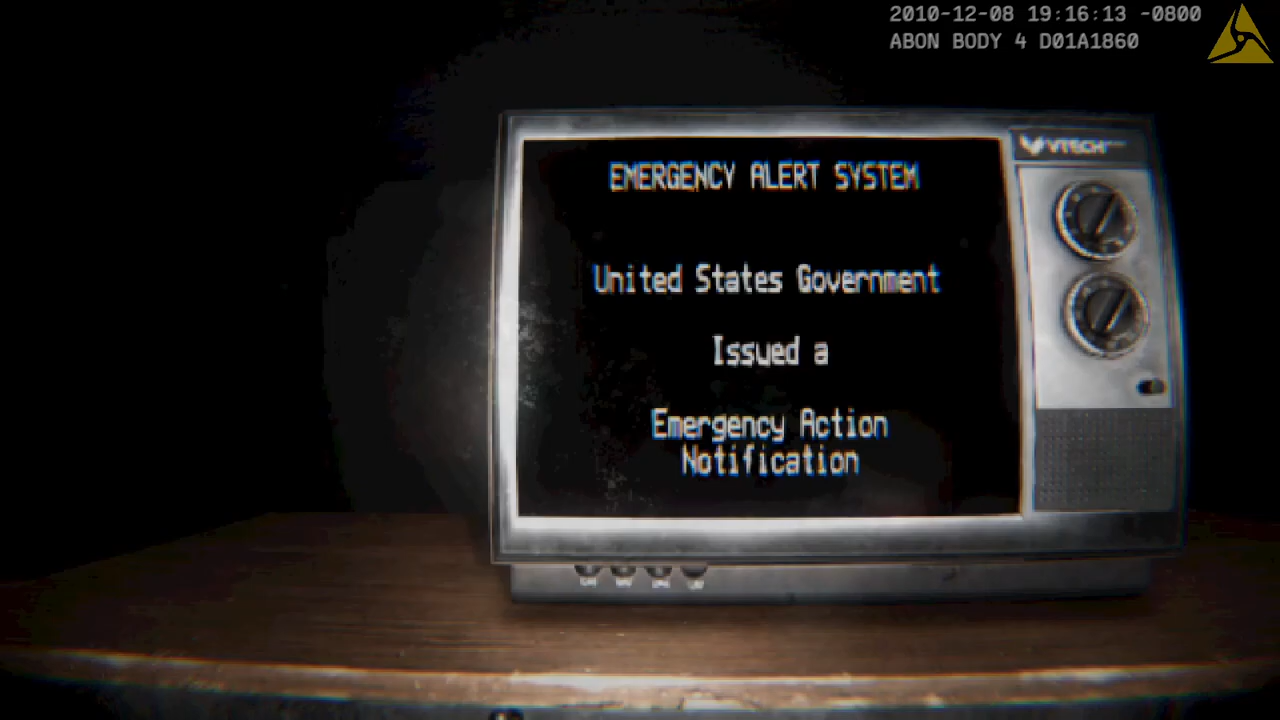 2010-12-08 19:16:13 -0800
ABON BODY 4 D01A1860
VTECH
EMERGENCY ALERT SYSTEM
United States Government
Issued a
Emergency Action
Notification